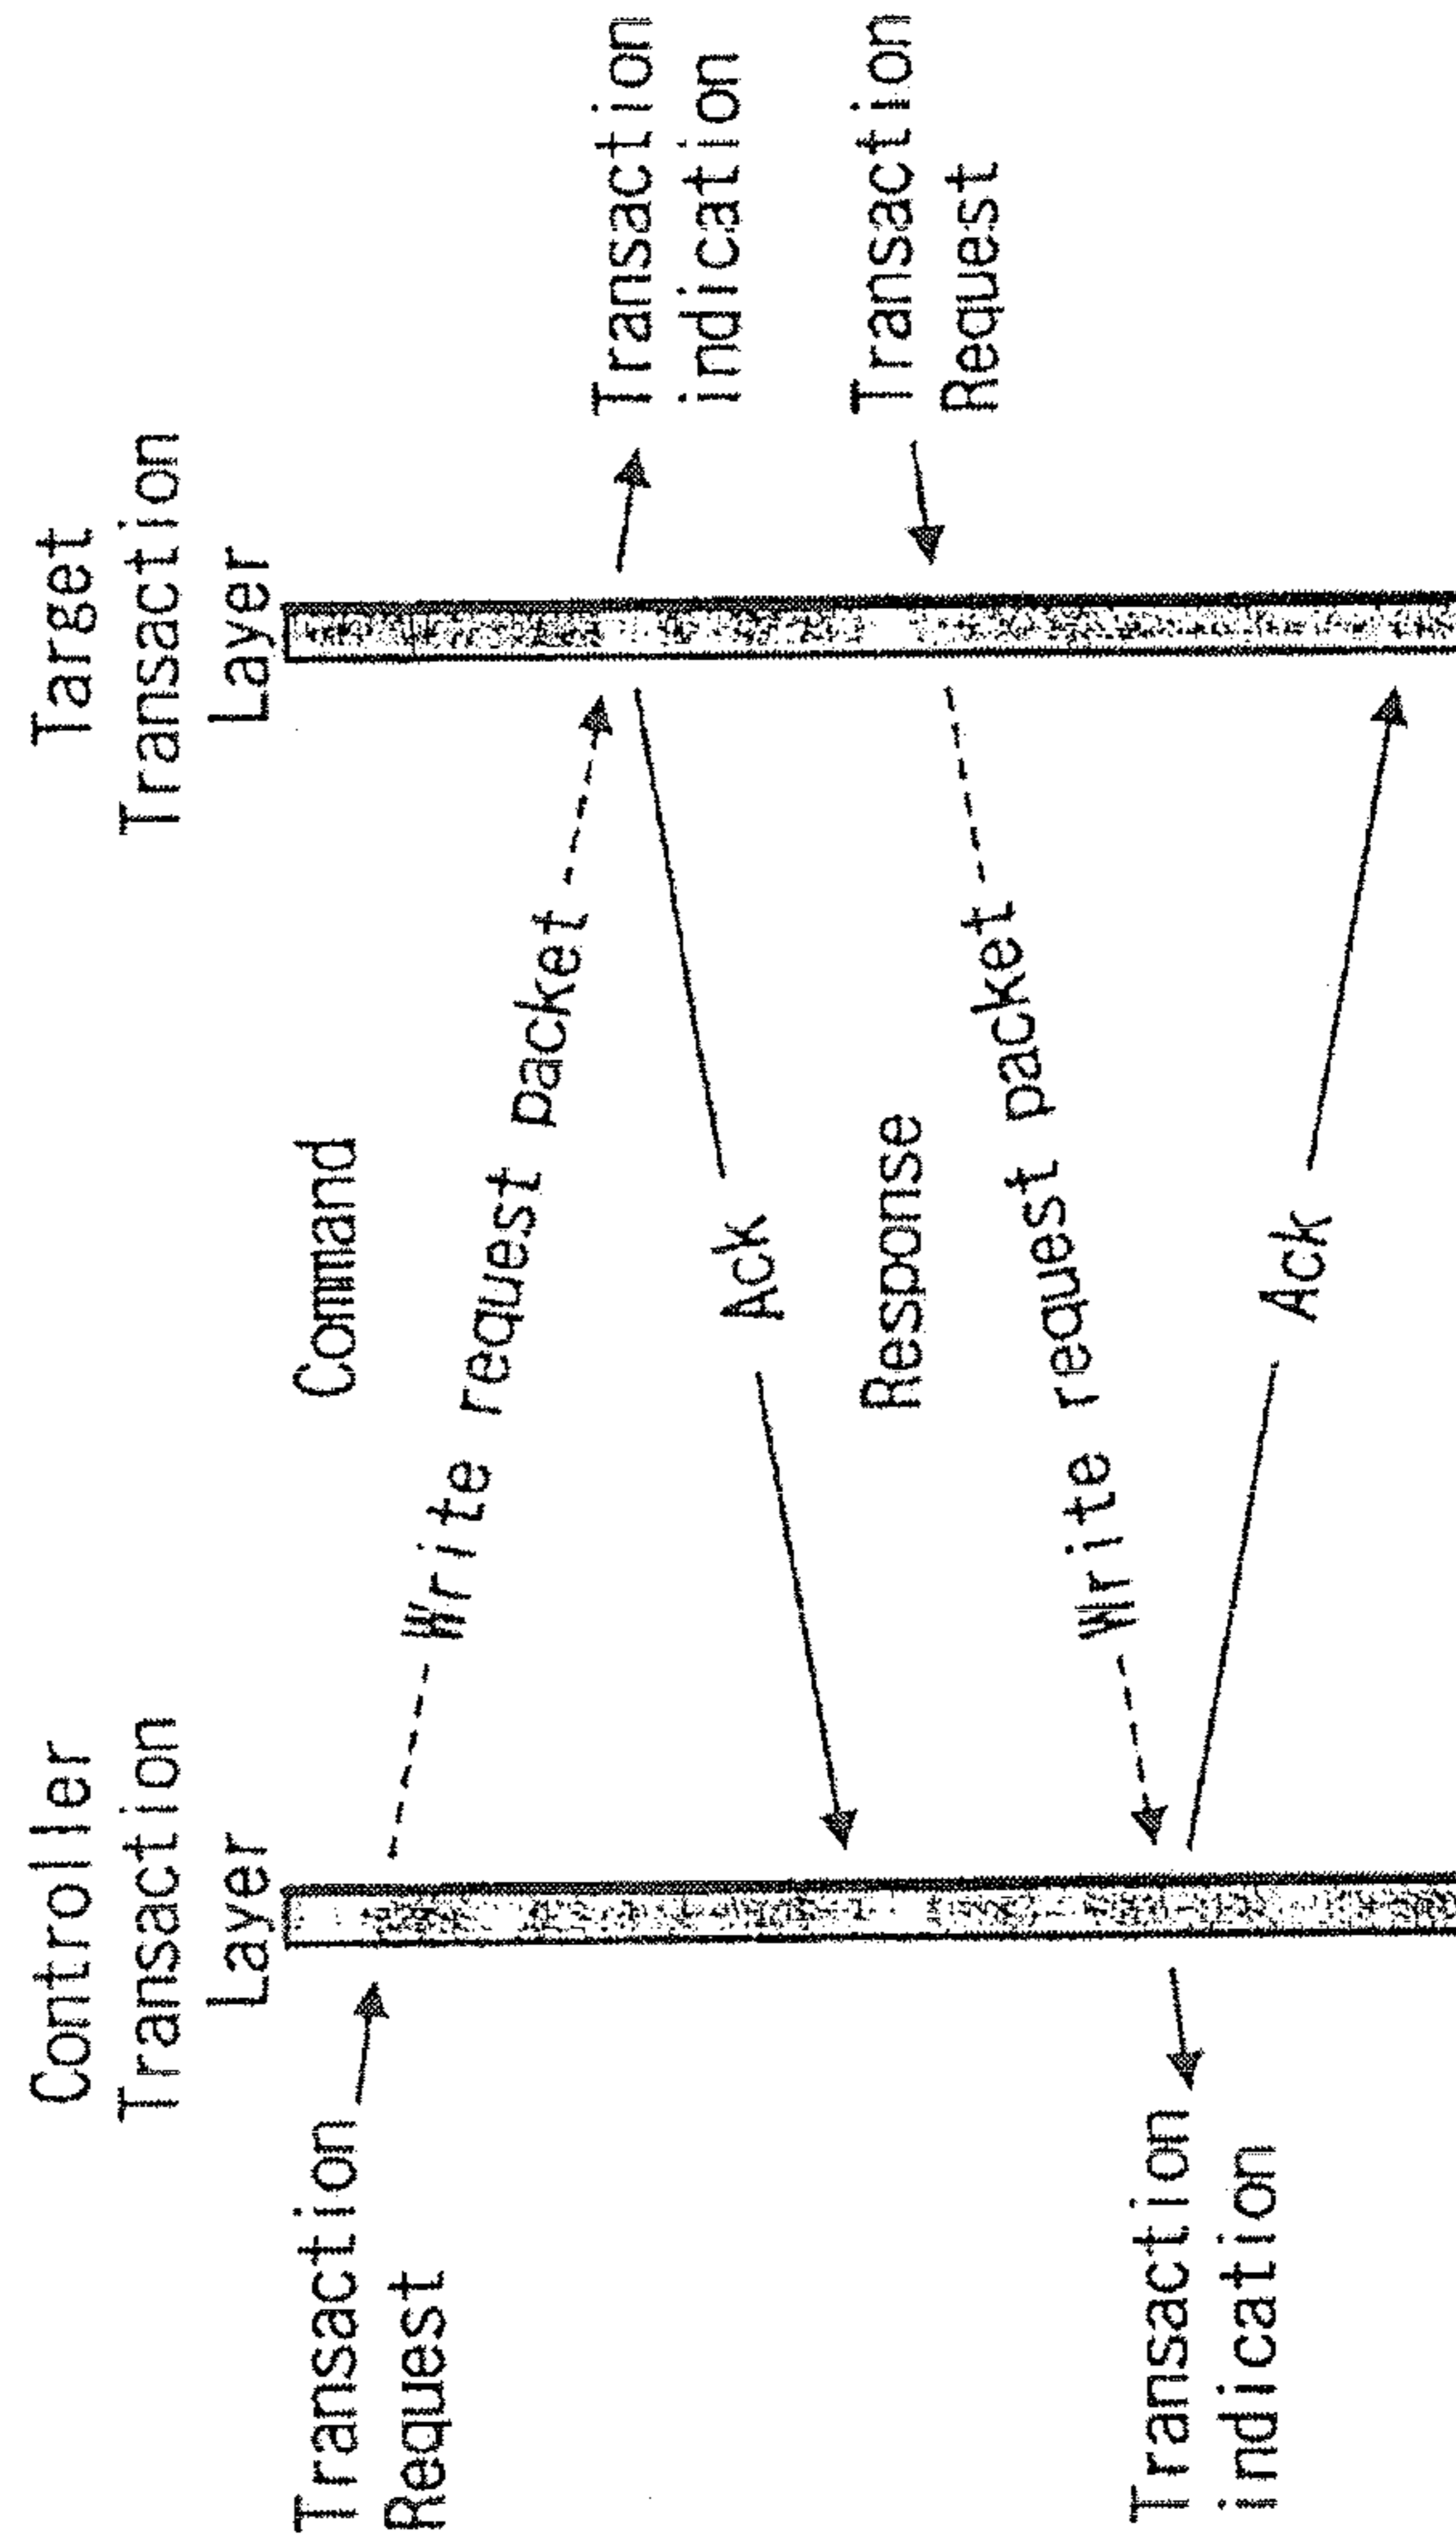 Controller
Transaction
Layer
Target
Transaction
Layer
Transaction
Request
Command
Write request packet
Transaction
indication
Ack
Transaction
Request
Response
Write request packet
Transaction
indication
Ack